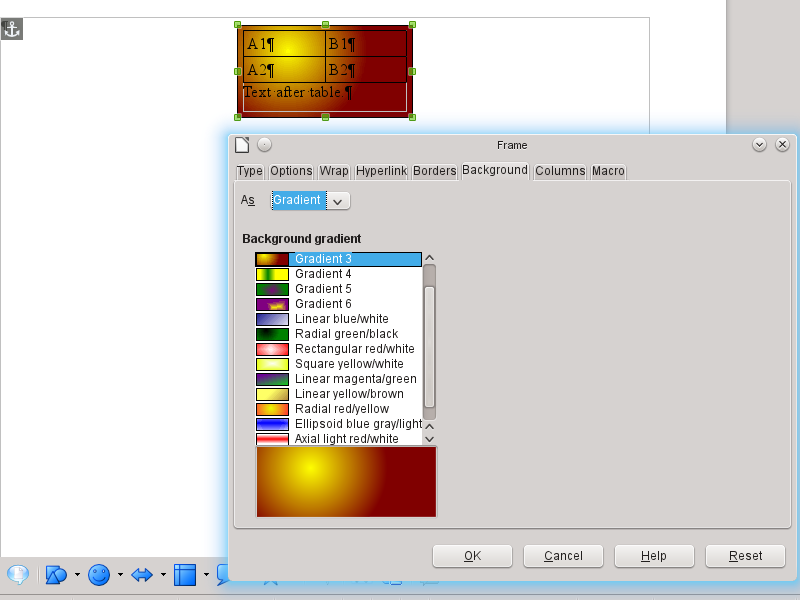 A1¶ B1¶
A2¶ B2¶
Text after table.¶
Frame
Type Options Wrap Hyperlink Borders Background Columns Macro
As Gradient
Background gradient
Gradient 3
Gradient 4
Gradient 5
Gradient 6
Linear blue/white
Radial green/black
Rectangular red/white
Square yellow/white
Linear magenta/green
Linear yellow/brown
Radial red/yellow
Ellipsoid blue gray/light
Axial light red/white
OK Cancel Help Reset